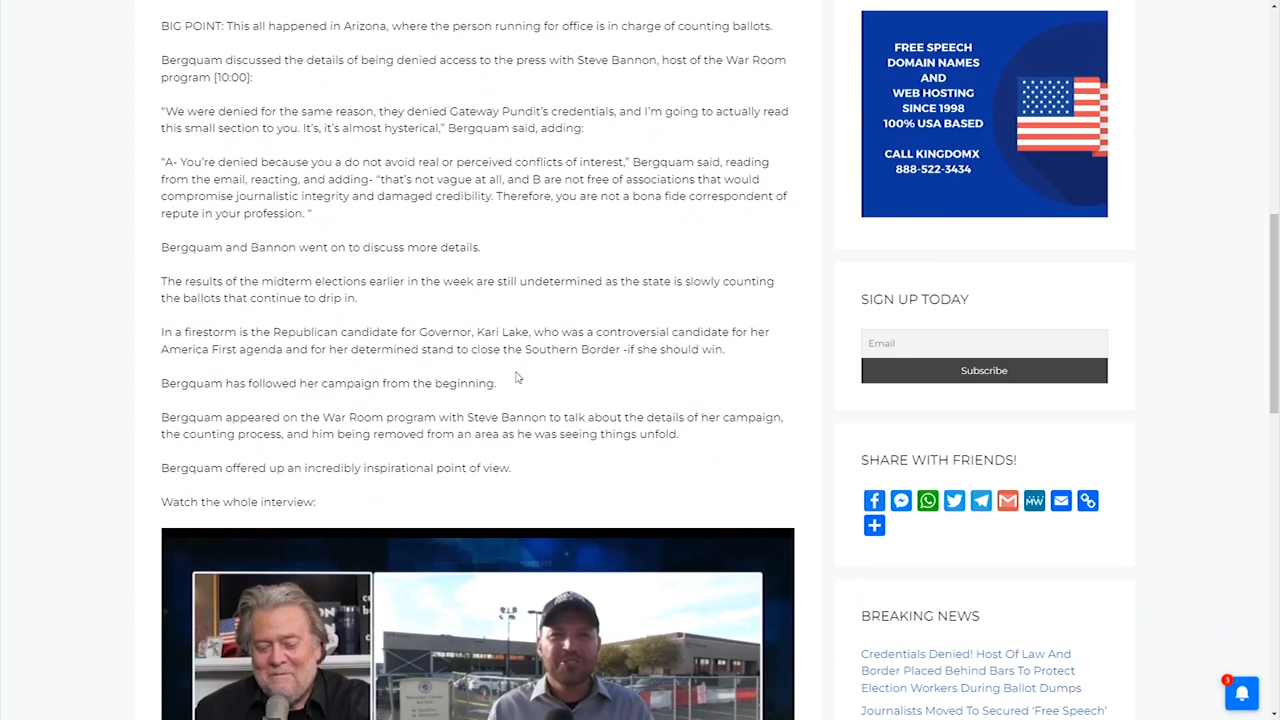 BIG POINT: This all happened in Arizona, where the person running for office is in charge of counting ballots.
Bergquam discussed the details of being denied access to the press with Steve Bannon, host of the War Room
program [10:00]:
“We were denied for the same reason, they denied Gateway Pundit’s credentials, and I’m going to actually read
this small section to you. It’s, it’s almost hysterical,” Bergquam said, adding:
“A- You’re denied because you a do not avoid real or perceived conflicts of interest,” Bergquam said, reading
from the email, reacting, and adding- “that’s not vague at all, and B are not free of associations that would
compromise journalistic integrity and damaged credibility. Therefore, you are not a bona fide correspondent of
repute in your profession. “
Bergquam and Bannon went on to discuss more details.
The results of the midterm elections earlier in the week are still undetermined as the state is slowly counting
the ballots that continue to drip in.
In a firestorm is the Republican candidate for Governor, Kari Lake, who was a controversial candidate for her
America First agenda and for her determined stand to close the Southern Border -if she should win.
Bergquam has followed her campaign from the beginning.
Bergquam appeared on the War Room program with Steve Bannon to talk about the details of her campaign,
the counting process, and him being removed from an area as he was seeing things unfold.
Bergquam offered up an incredibly inspirational point of view.
Watch the whole interview:
FREE SPEECH
DOMAIN NAMES
AND
WEB HOSTING
SINCE 1998
100% USA BASED
CALL KINGDOMX
888-522-3434
SIGN UP TODAY
Email
Subscribe
SHARE WITH FRIENDS!
MW
BREAKING NEWS
Credentials Denied! Host Of Law And
Border Placed Behind Bars To Protect
Election Workers During Ballot Dumps
Journalists Moved To Secured ‘Free Speech’
3